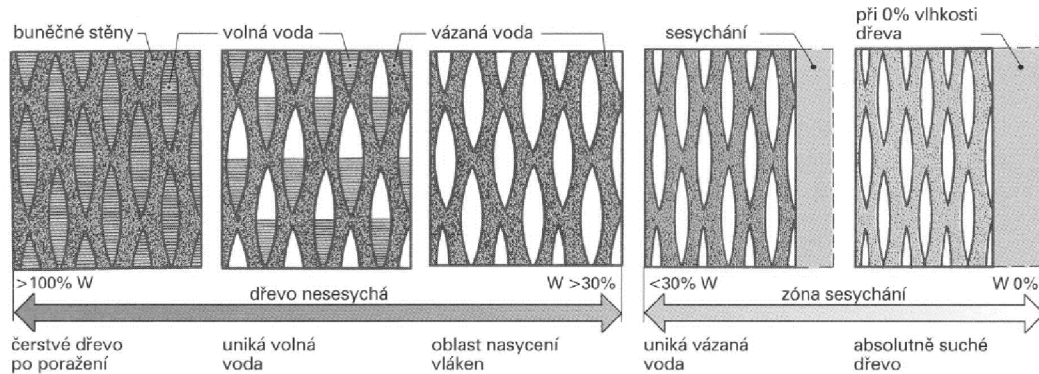 buněčné stěny
volná voda
vázaná voda
sesychání
při 0% vlhkosti
dřeva
>100% W
dřevo nesesychá
W >30%
<30% W
zóna sesychání
W 0%
čerstvé dřevo
po poražení
uniká volná
voda
oblast nasycení
vláken
uniká vázaná
voda
absolutně suché
dřevo